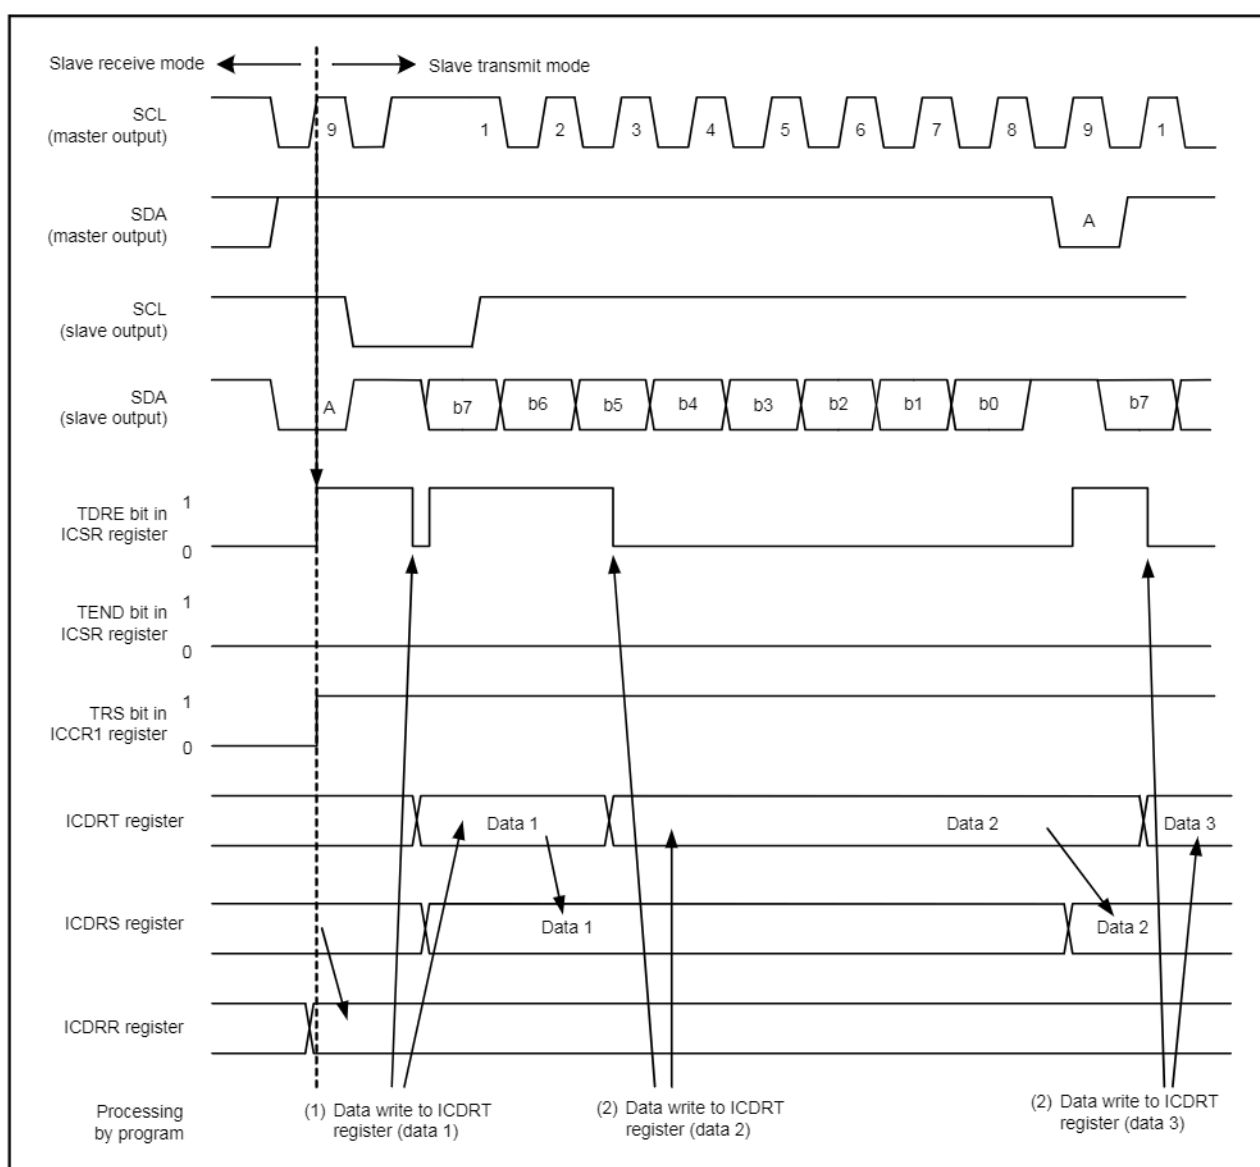 Slave receive mode
Slave transmit mode
SCL
(master output)
9 1 2 3 4 5 6 7 8 9 1
SDA
(master output)
A
SCL
(slave output)
SDA
(slave output)
A b7 b6 b5 b4 b3 b2 b1 b0 b7
TDRE bit in
ICSR register
1
0
TEND bit in
ICSR register
1
0
TRS bit in
ICCR1 register
1
0
ICDRT register
Data 1 Data 2 Data 3
ICDRS register
Data 1 Data 2
ICDRR register
Processing
by program
(1) Data write to ICDRT
register (data 1)
(2) Data write to ICDRT
register (data 2)
(2) Data write to ICDRT
register (data 3)